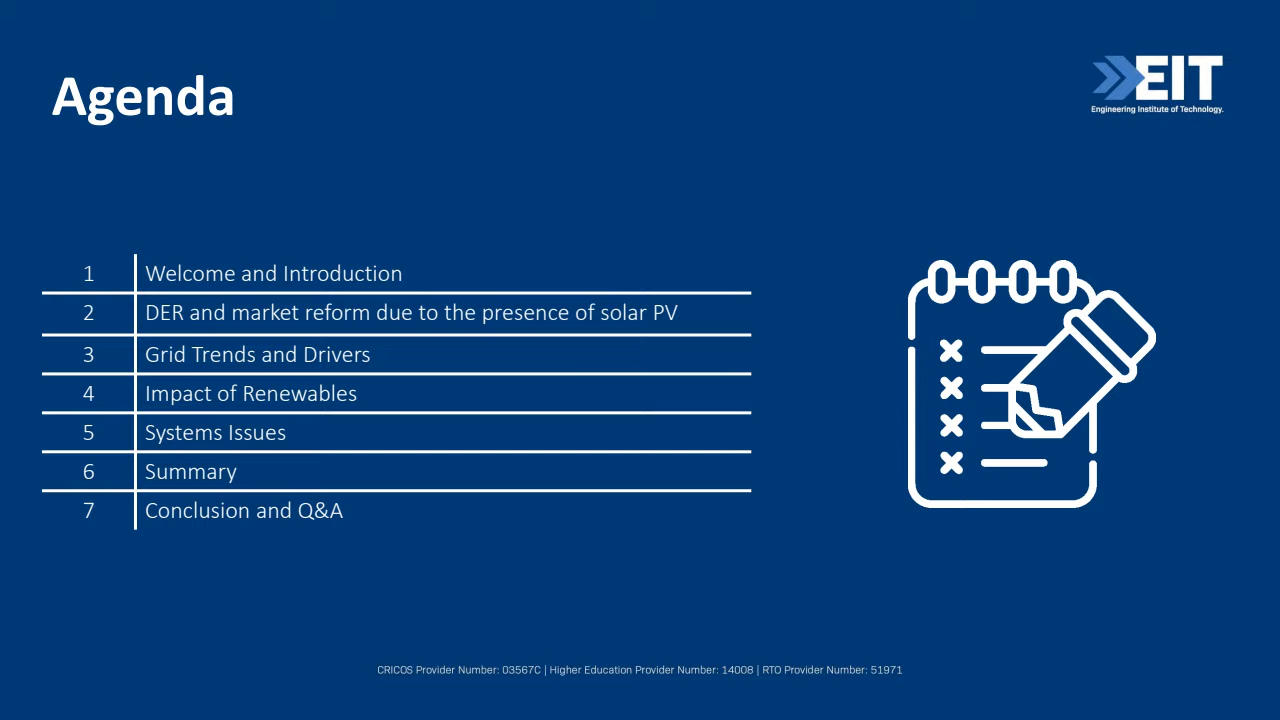 Agenda
EIT
Engineering Institute of Technology.
1 Welcome and Introduction
2 DER and market reform due to the presence of solar PV
3 Grid Trends and Drivers
4 Impact of Renewables
5 Systems Issues
6 Summary
7 Conclusion and Q&A
CRICOS Provider Number: 03567C | Higher Education Provider Number: 14008 | RTO Provider Number: 51971